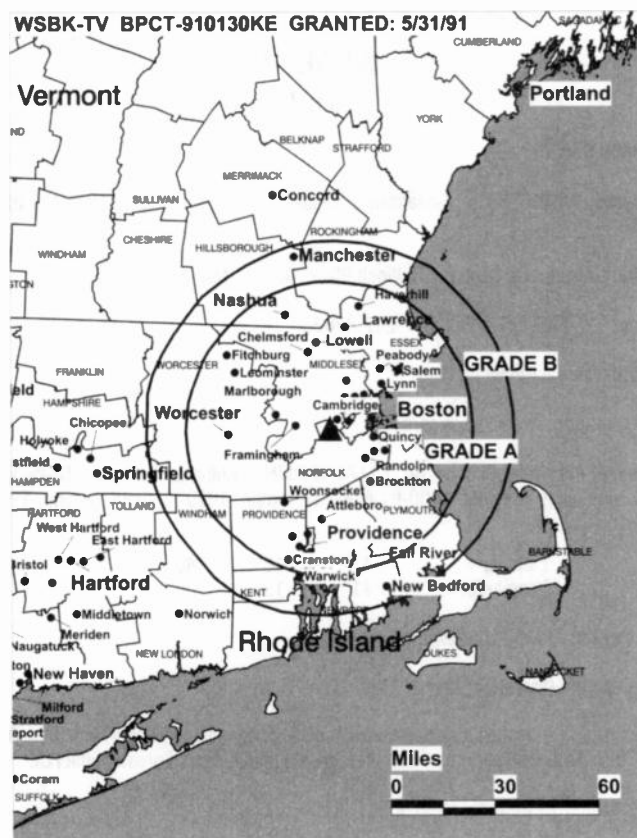 WSBK-TV BPCT-910130KE GRANTED: 5/31/91
CUMBERLAND
Vermont
Portland
YORK
BELKNAP
STRAFFORD
MERRIMACK
SULLIVAN
Concord
CHESHIRE
ROCKINGHAM
WINDHAM
HILLSBOROUGH
Manchester
Nashua
Haverhill
Lawrence
Chelmsford
Lowell
ESSEX
WORCESTER
Fitchburg
MIDDLESEX
Peabody
GRADE B
FRANKLIN
Leominster
Salem
Marlborough
Lynn
HAMPSHIRE
Chicopee
Worcester
Cambridge
Boston
Holyoke
Quincy
GRADE A
stfield
Springfield
Framingham
NORFOLK
Randolph
HAMPDEN
Brockton
HARTFORD
TOLLAND
WINDHAM
Woonsocket
PROVIDENCE
Attleboro
PLYMOUTH
West Hartford
East Hartford
Providence
Bristol
Cranston
Fall River
BARNSTABLE
Hartford
Warwick
KENT
New Bedford
Middletown
Norwich
Meriden
Rhode Island
Naugatuck
NEW LONDON
DUKES
NANTUCKET
ton
New Haven
Milford
Stratford
eport
Miles
Coram
0 30 60
SUFFOLK